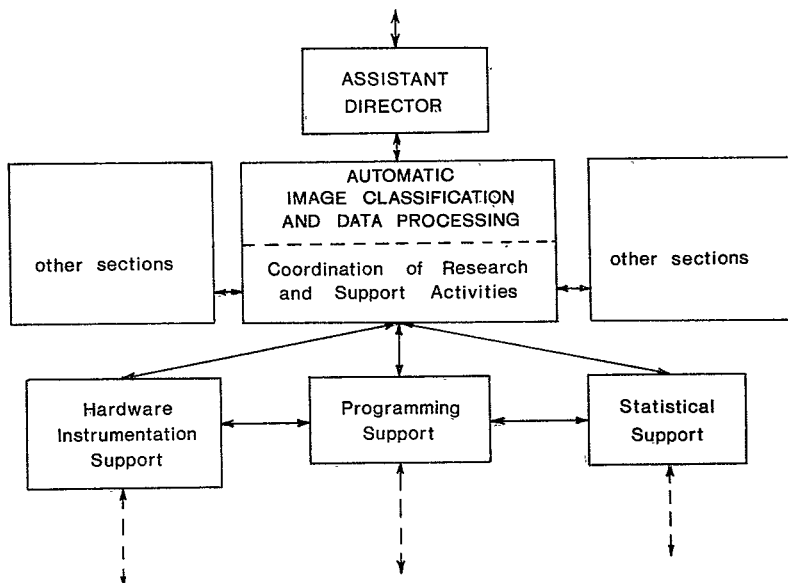 ASSISTANT
DIRECTOR
AUTOMATIC
IMAGE CLASSIFICATION
AND DATA PROCESSING
other sections
Coordination of Research
and Support Activities
other sections
Hardware
Instrumentation
Support
Programming
Support
Statistical
Support